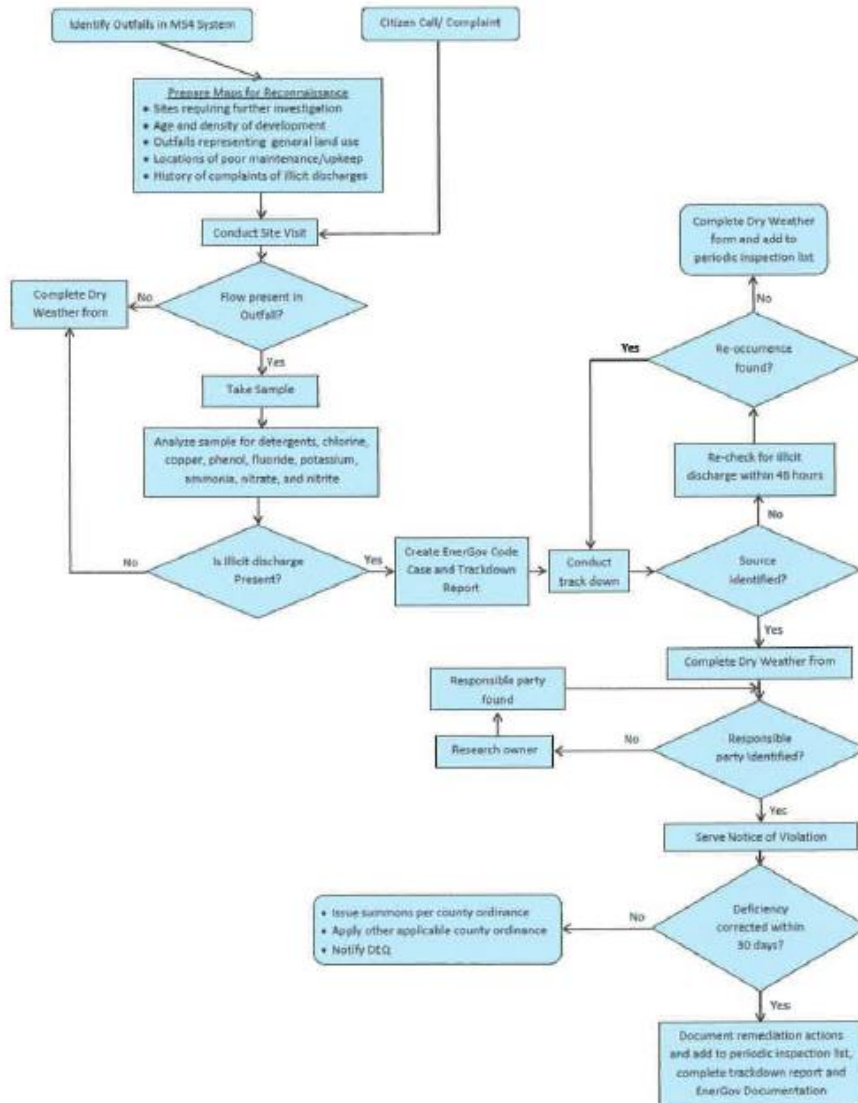 Identify Outfalls in MS4 System
Citizen Call/ Complaint
Prepare Maps for Reconnaissance
• Sites requiring further investigation
• Age and density of development
• Outfalls representing general land use
• Locations of poor maintenance/upkeep
• History of complaints of illicit discharges
Conduct Site Visit
Complete Dry
Weather from
No
Flow present in
Outfall?
Yes
Take Sample
Analyze sample for detergents, chlorine,
copper, phenol, fluoride, potassium,
ammonia, nitrate, and nitrite
No
Is Illicit discharge
Present?
Yes
Create EnerGov Code
Case and Trackdown
Report
Conduct
track down
Complete Dry Weather
form and add to
periodic inspection list
No
Yes
Re-occurrence
found?
Re-check for illicit
discharge within 48 hours
No
Source
identified?
Yes
Complete Dry Weather from
Responsible party
found
Research owner
No
Responsible
party identified?
Yes
Serve Notice of Violation
• Issue summons per county ordinance
• Apply other applicable county ordinance
• Notify DEQ
No
Deficiency
corrected within
30 days?
Yes
Document remediation actions
and add to periodic inspection list,
complete trackdown report and
EnerGov Documentation